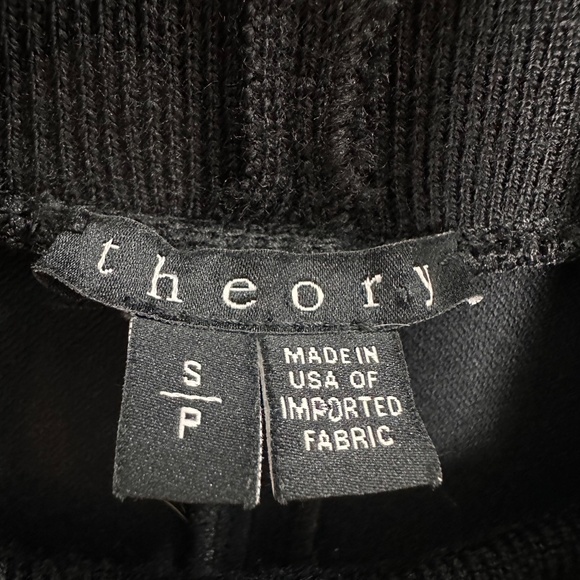 theory
S
P
MADE IN
USA OF
IMPORTED
FABRIC